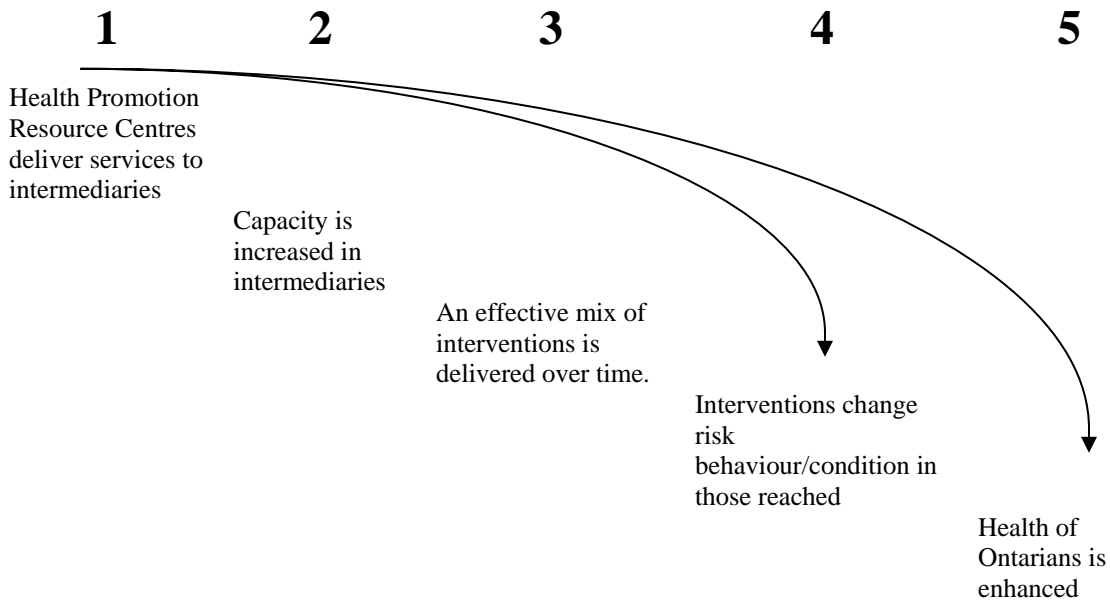 1 2 3 4 5
Health Promotion
Resource Centres
deliver services to
intermediaries
Capacity is
increased in
intermediaries
An effective mix of
interventions is
delivered over time.
Interventions change
risk
behaviour/condition in
those reached
Health of
Ontarians is
enhanced